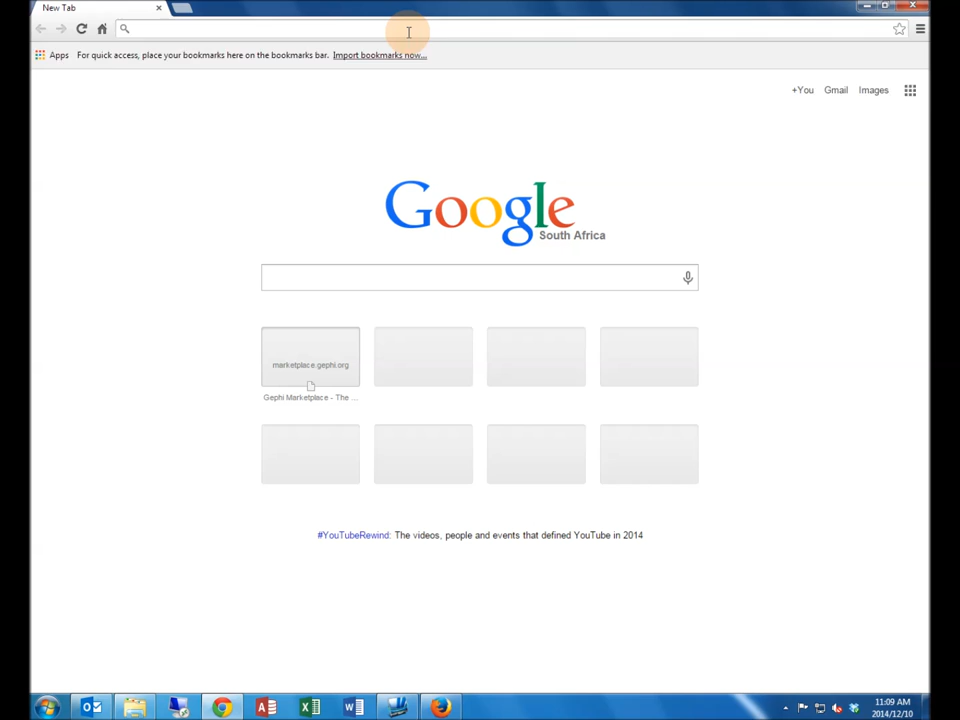 New Tab
Apps For quick access, place your bookmarks here on the bookmarks bar. Import bookmarks now...
+You Gmail Images
Google
South Africa
marketplace.gephi.org
Gephi Marketplace - The ...
#YouTubeRewind: The videos, people and events that defined YouTube in 2014
11:09 AM
2014/12/10